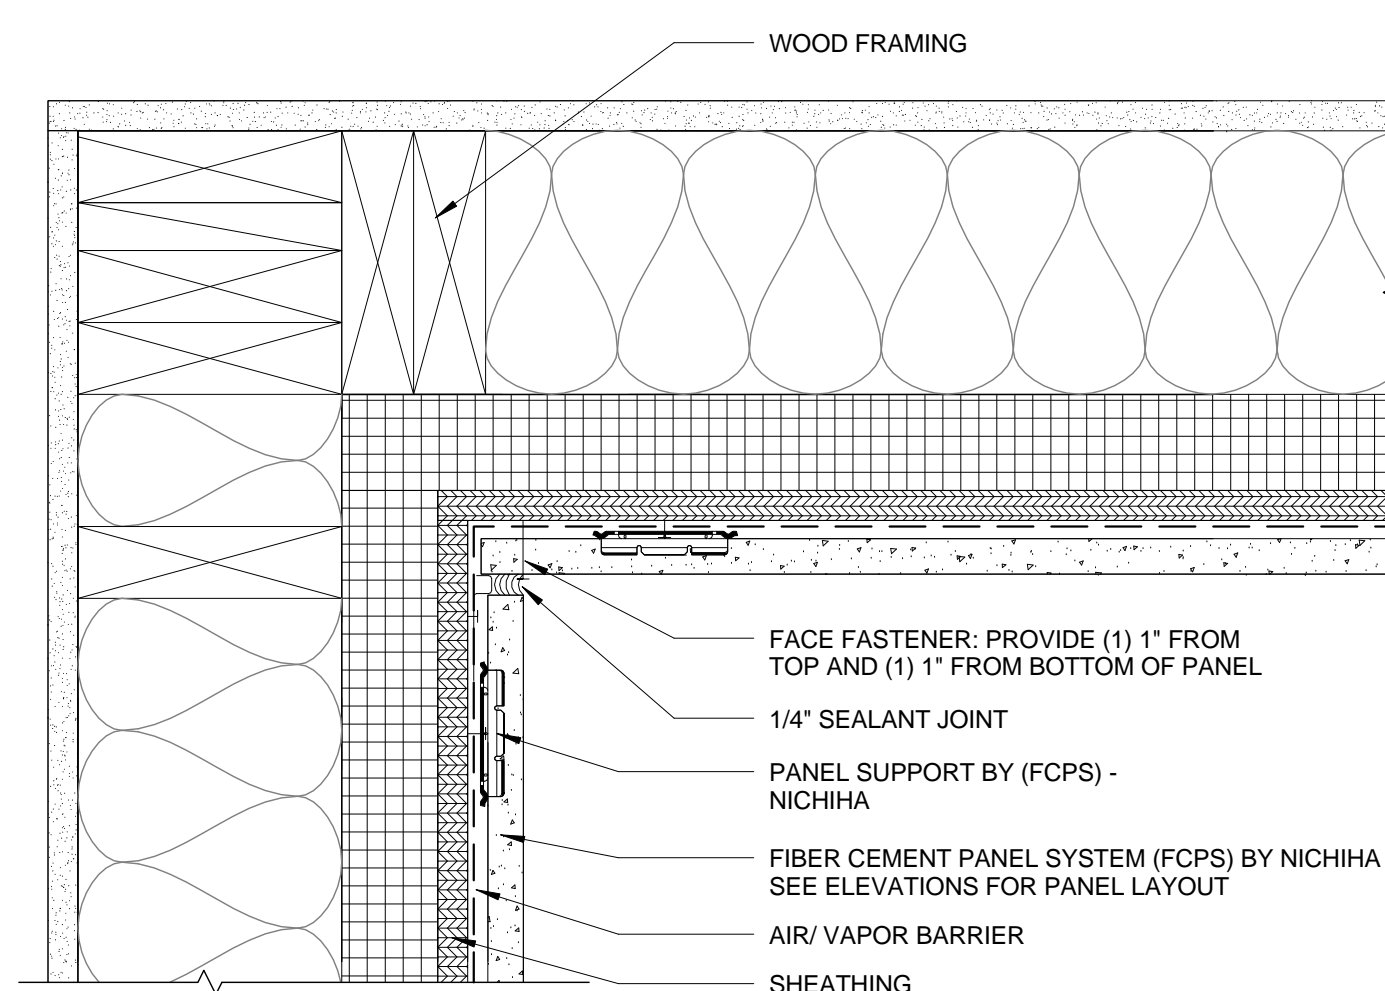 WOOD FRAMING
FACE FASTENER: PROVIDE (1) 1" FROM
TOP AND (1) 1" FROM BOTTOM OF PANEL
1/4" SEALANT JOINT
PANEL SUPPORT BY (FCPS) -
NICHIHA
FIBER CEMENT PANEL SYSTEM (FCPS) BY NICHIHA
SEE ELEVATIONS FOR PANEL LAYOUT
AIR/ VAPOR BARRIER
SHEATHING